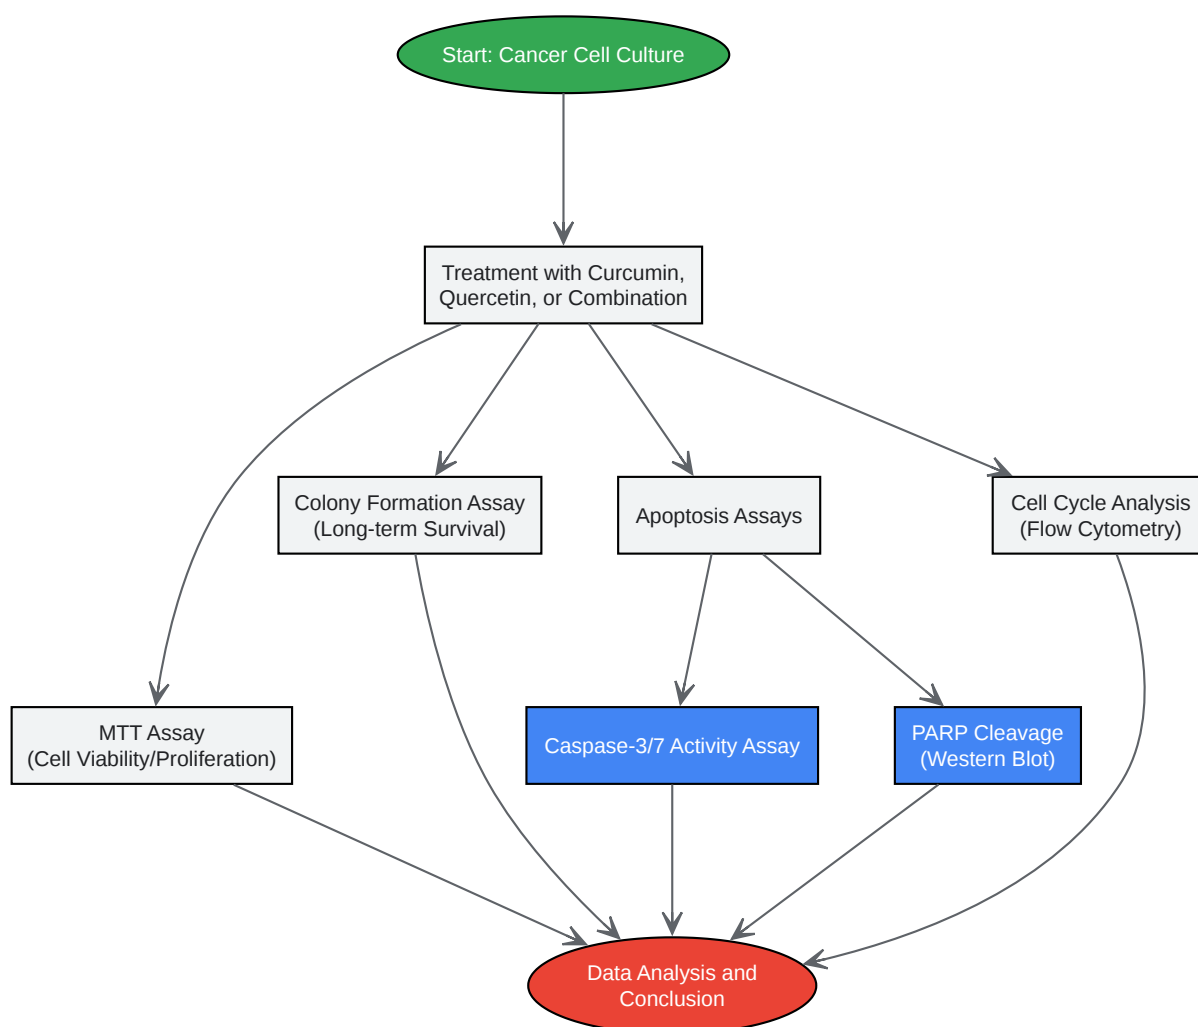 Start: Cancer Cell Culture
Treatment with Curcumin,
Quercetin, or Combination
Colony Formation Assay
(Long-term Survival)
Apoptosis Assays
Cell Cycle Analysis
(Flow Cytometry)
MTT Assay
(Cell Viability/Proliferation)
Caspase-3/7 Activity Assay
PARP Cleavage
(Western Blot)
Data Analysis and
Conclusion